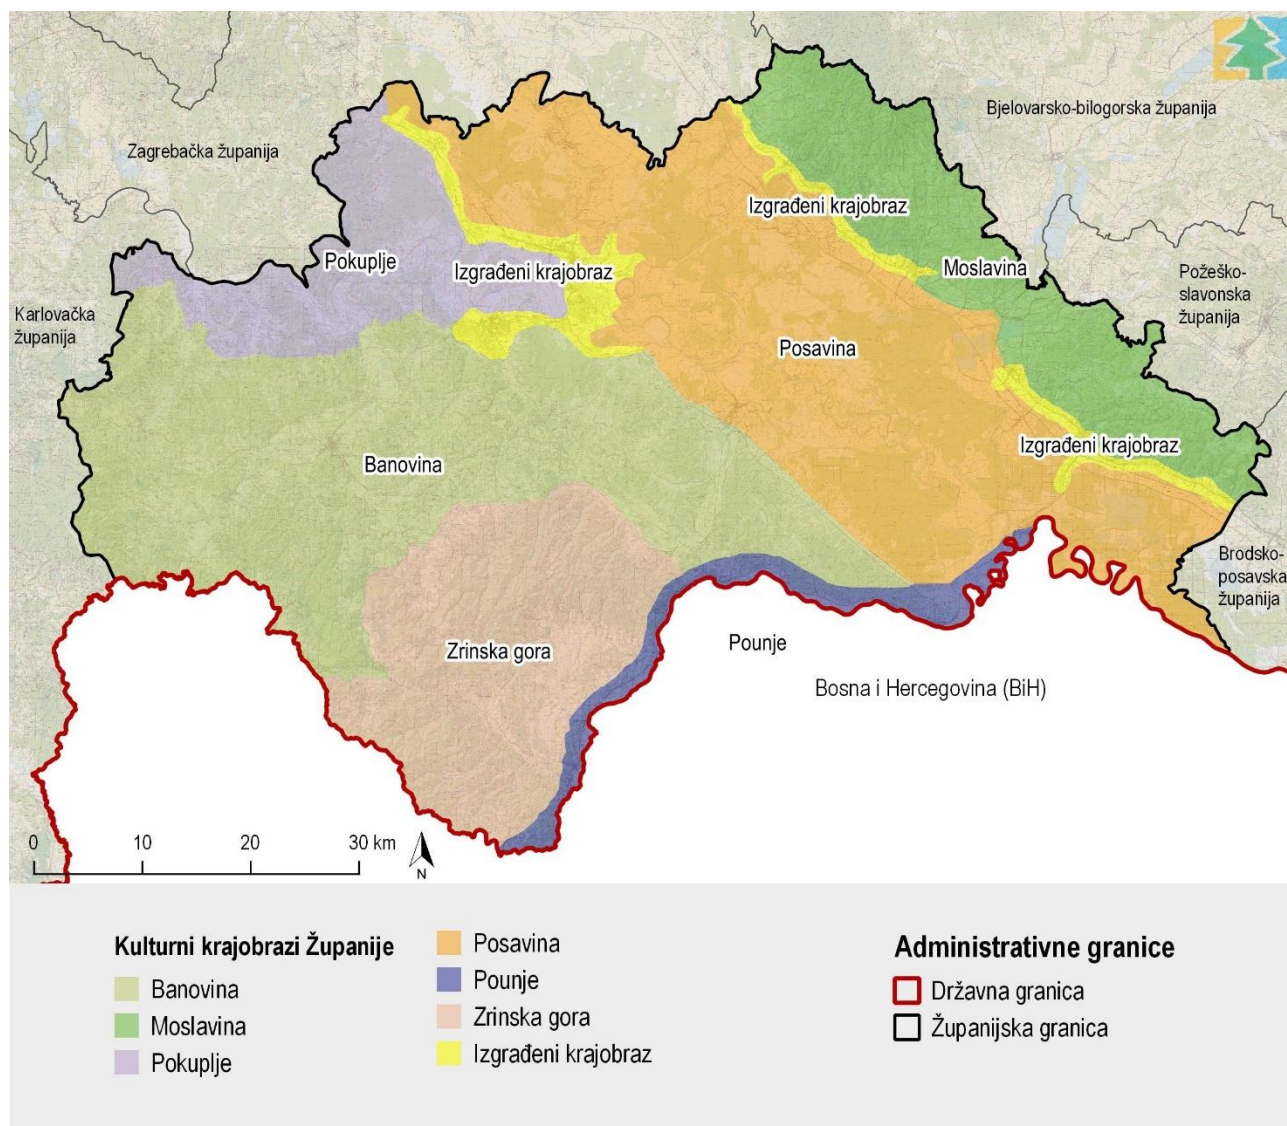 Bjelovarsko-bilogorska županija
Zagrebačka županija
Izgrađeni krajobraz
Pokuplje
Izgrađeni krajobraz
Moslavina
Požeško-
slavonska
županija
Karlovačka
županija
Posavina
Izgrađeni krajobraz
Banovina
Brodsko-
posavska
županija
Zrinska gora
Pounje
Bosna i Hercegovina (BiH)
0 10 20 30 km
N
Kulturni krajobrazi Županije
Banovina
Moslavina
Pokuplje
Posavina
Pounje
Zrinska gora
Izgrađeni krajobraz
Administrativne granice
Državna granica
Županijska granica